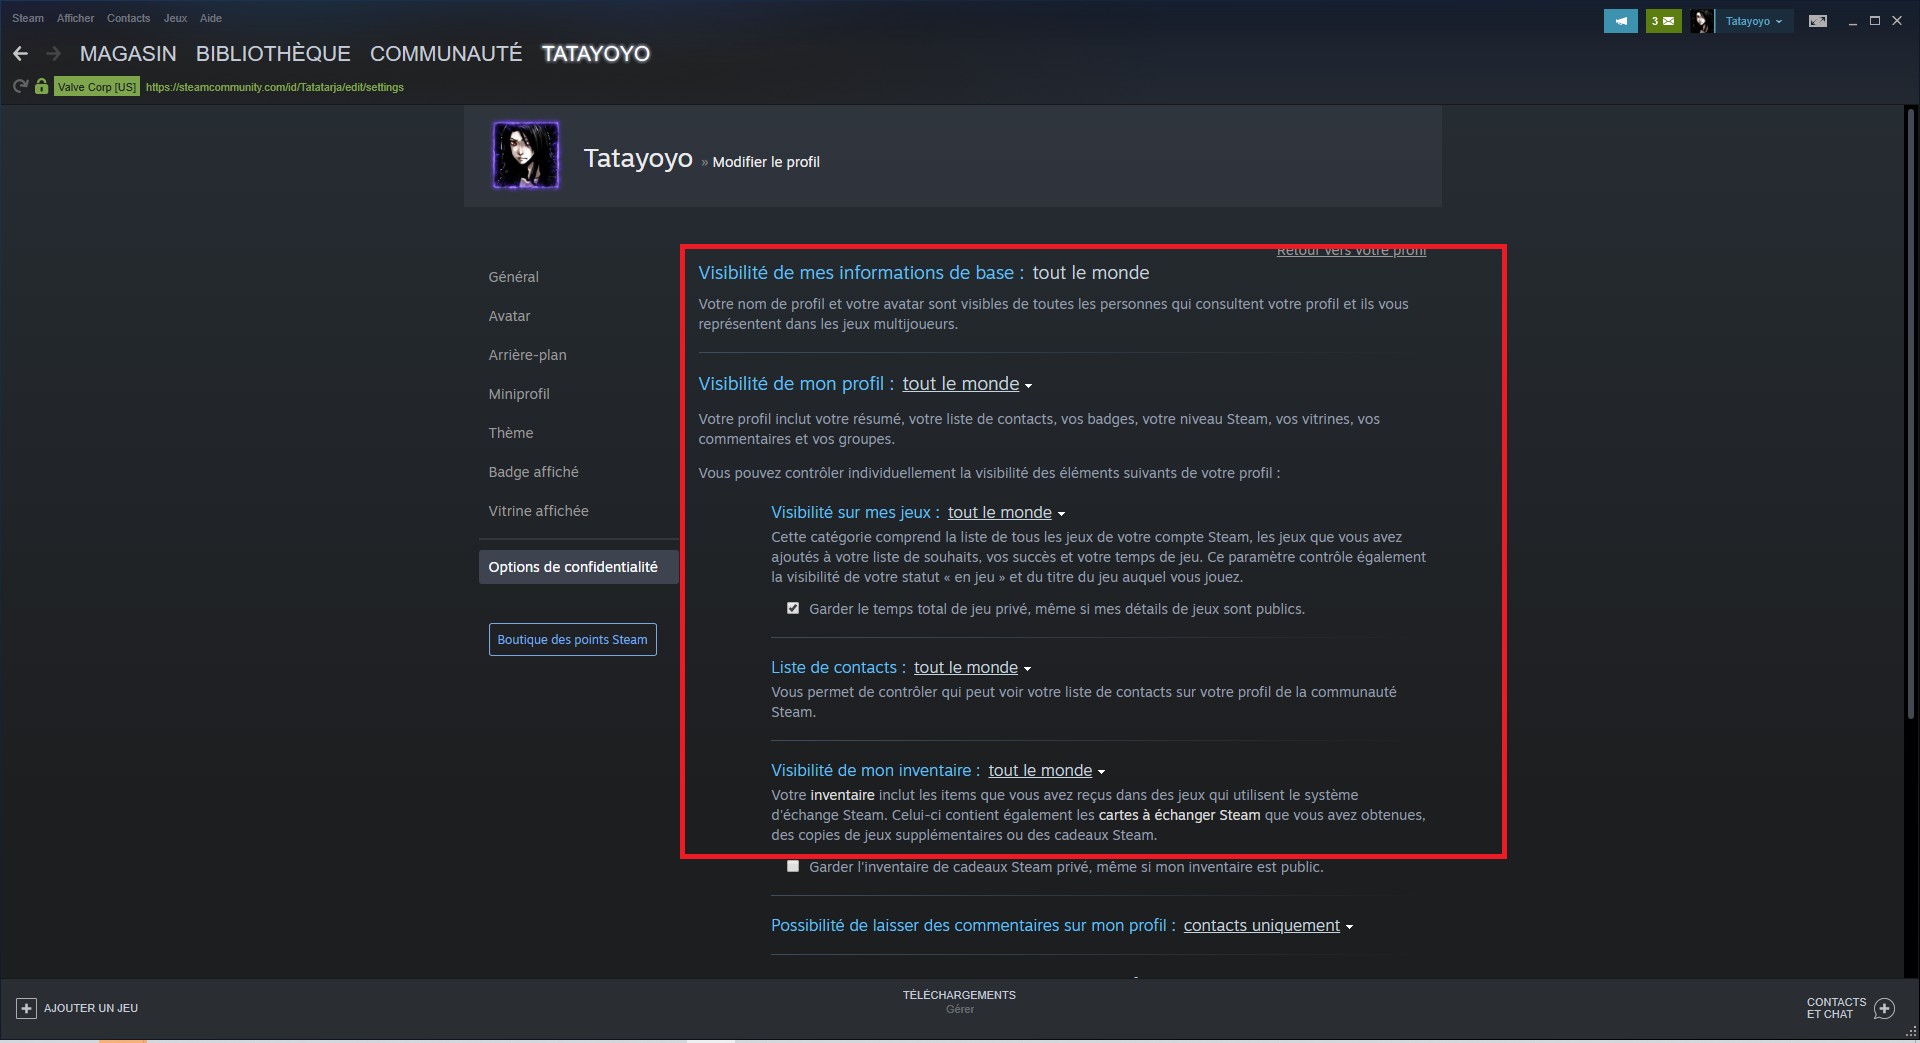 Steam Afficher Contacts Jeux Aide
3
Tatayoyo
MAGASIN BIBLIOTHÈQUE COMMUNAUTÉ TATAYOYO
Valve Corp [US] https://steamcommunity.com/id/Tatatarja/edit/settings
Tatayoyo » Modifier le profil
Général
Avatar
Arrière-plan
Miniprofil
Thème
Badge affiché
Vitrine affichée
Options de confidentialité
Boutique des points Steam
Retour vers votre profil
Visibilité de mes informations de base : tout le monde
Votre nom de profil et votre avatar sont visibles de toutes les personnes qui consultent votre profil et ils vous
représentent dans les jeux multijoueurs.
Visibilité de mon profil : tout le monde
Votre profil inclut votre résumé, votre liste de contacts, vos badges, votre niveau Steam, vos vitrines, vos
commentaires et vos groupes.
Vous pouvez contrôler individuellement la visibilité des éléments suivants de votre profil :
Visibilité sur mes jeux : tout le monde
Cette catégorie comprend la liste de tous les jeux de votre compte Steam, les jeux que vous avez
ajoutés à votre liste de souhaits, vos succès et votre temps de jeu. Ce paramètre contrôle également
la visibilité de votre statut « en jeu » et du titre du jeu auquel vous jouez.
Garder le temps total de jeu privé, même si mes détails de jeux sont publics.
Liste de contacts : tout le monde
Vous permet de contrôler qui peut voir votre liste de contacts sur votre profil de la communauté
Steam.
Visibilité de mon inventaire : tout le monde
Votre inventaire inclut les items que vous avez reçus dans des jeux qui utilisent le système
d'échange Steam. Celui-ci contient également les cartes à échanger Steam que vous avez obtenues,
des copies de jeux supplémentaires ou des cadeaux Steam.
Garder l'inventaire de cadeaux Steam privé, même si mon inventaire est public.
Possibilité de laisser des commentaires sur mon profil : contacts uniquement
AJOUTER UN JEU
TÉLÉCHARGEMENTS
Gérer
CONTACTS
ET CHAT